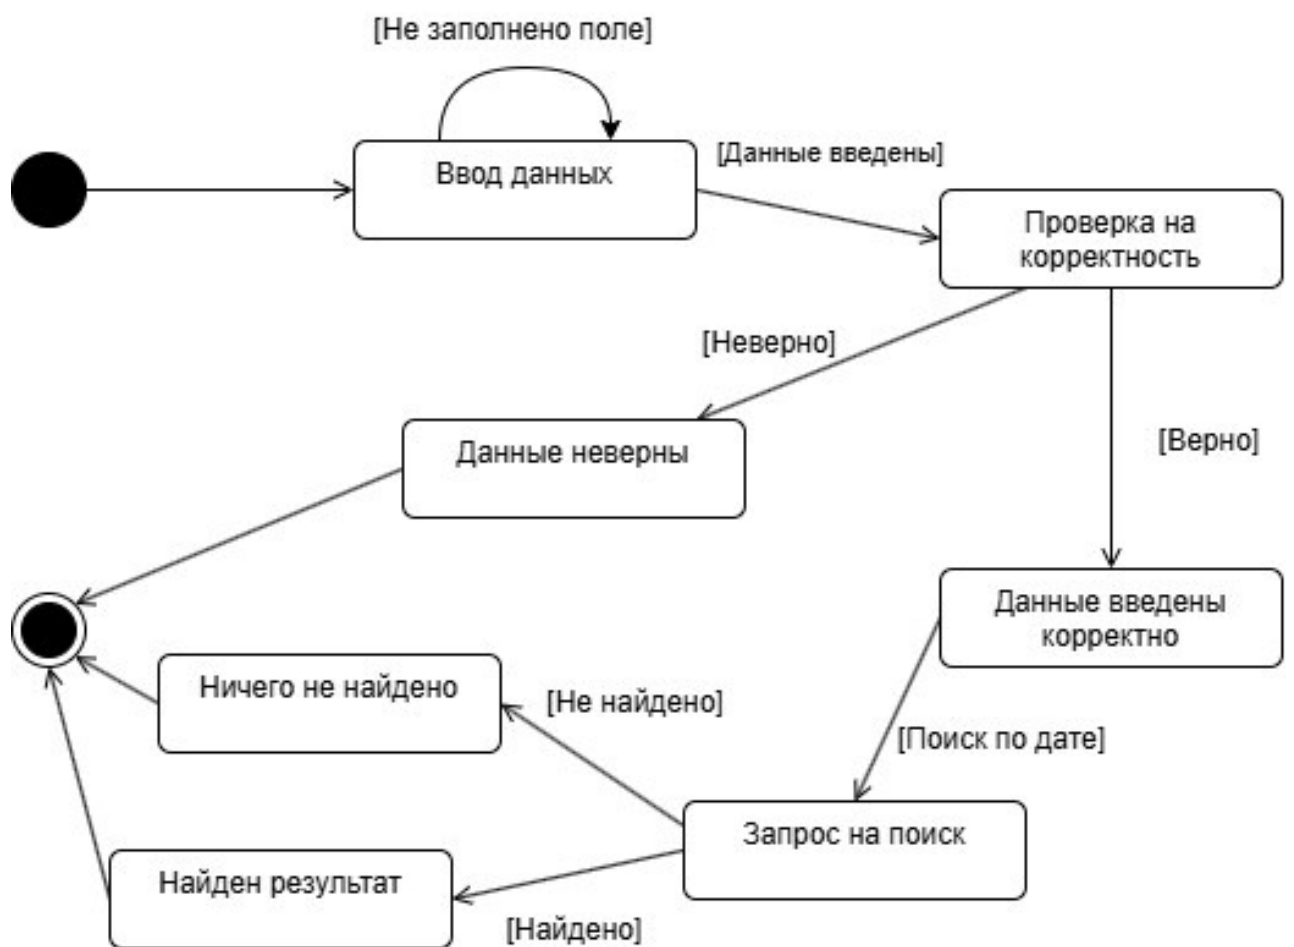 [Не заполнено поле]
Ввод данных
[Данные введены]
Проверка на
корректность
[Неверно]
Данные неверны
[Верно]
Данные введены
корректно
Ничего не найдено
[Не найдено]
[Поиск по дате]
Запрос на поиск
Найден результат
[Найдено]